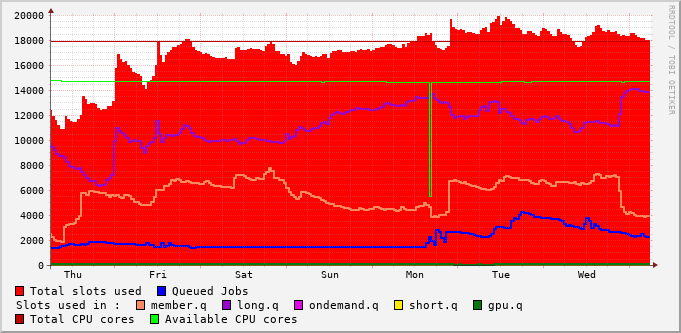 20000
18000
16000
14000
12000
10000
8000
6000
4000
2000
0
Thu Fri Sat Sun Mon Tue Wed
RRDTOOL / TOBI OETIKER
Total slots used Queued Jobs
Slots used in : member.q long.q ondemand.q short.q gpu.q
Total CPU cores Available CPU cores